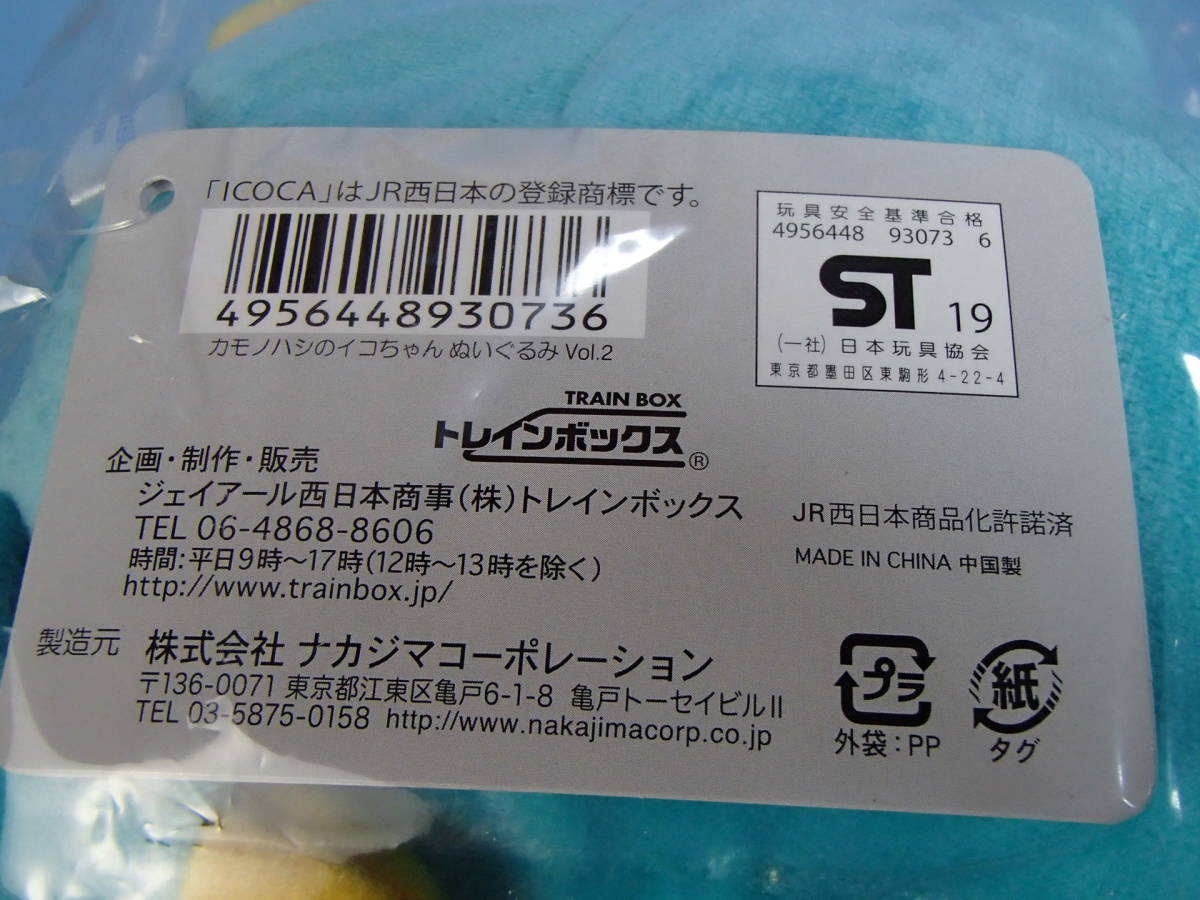 「ICOCA」はJR西日本の登録商標です。
4956448930736
カモノハシのイコちゃん ぬいぐるみ Vol.2
玩具安全基準合格
4956448 93073 6
ST 19
(一社)日本玩具協会
東京都墨田区東駒形4-22-4
TRAIN BOX
トレインボックス®
企画・制作・販売
ジェイアール西日本商事(株)トレインボックス
TEL 06-4868-8606
時間:平日9時〜17時(12時〜13時を除く)
http://www.trainbox.jp/
JR西日本商品化許諾済
MADE IN CHINA 中国製
製造元 株式会社 ナカジマコーポレーション
〒136-0071 東京都江東区亀戸6-1-8 亀戸トーセイビルⅡ
TEL 03-5875-0158 http://www.nakajimacorp.co.jp
プラ
外袋:PP
紙
タグ